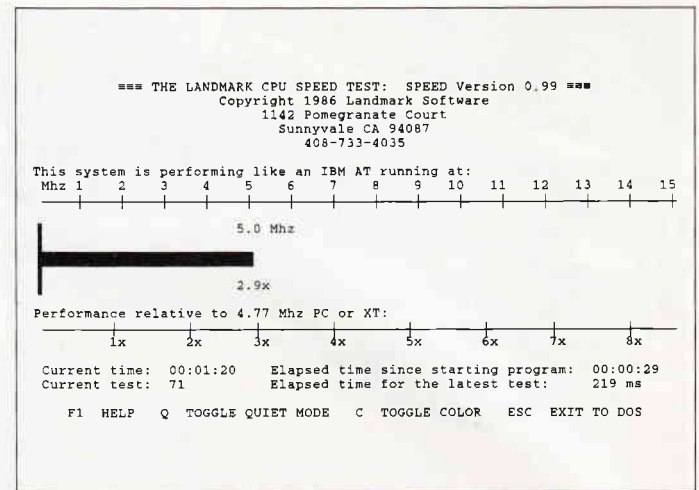 ≡≡≡ THE LANDMARK CPU SPEED TEST: SPEED Version 0.99 ≡≡≡
Copyright 1986 Landmark Software
1142 Pomegranate Court
Sunnyvale CA 94087
408-733-4035
This system is performing like an IBM AT running at:
Mhz 1 2 3 4 5 6 7 8 9 10 11 12 13 14 15
5.0 Mhz
2.9x
Performance relative to 4.77 Mhz PC or XT:
1x 2x 3x 4x 5x 6x 7x 8x
Current time: 00:01:20 Elapsed time since starting program: 00:00:29
Current test: 71 Elapsed time for the latest test: 219 ms
F1 HELP Q TOGGLE QUIET MODE C TOGGLE COLOR ESC EXIT TO DOS